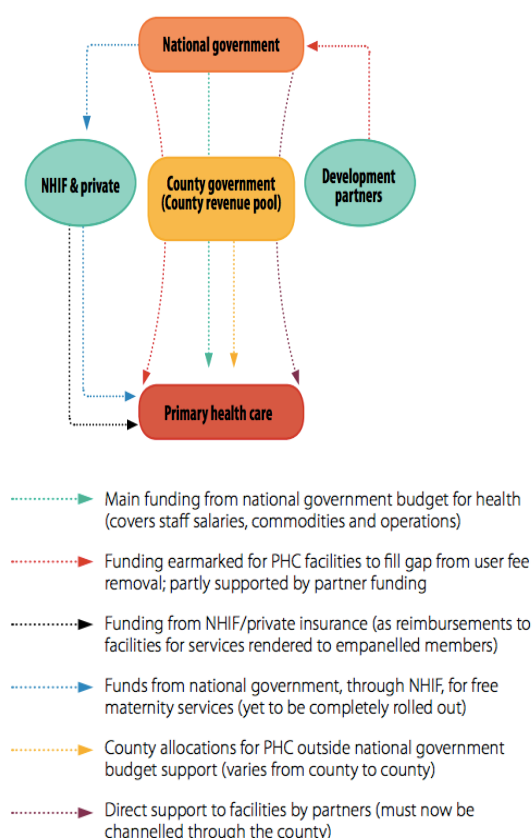 National government
NHIF & private
County government
(County revenue pool)
Development
partners
Primary health care
Main funding from national government budget for health
(covers staff salaries, commodities and operations)
Funding earmarked for PHC facilities to fill gap from user fee
removal; partly supported by partner funding
Funding from NHIF/private insurance (as reimbursements to
facilities for services rendered to empanelled members)
Funds from national government, through NHIF, for free
maternity services (yet to be completely rolled out)
County allocations for PHC outside national government
budget support (varies from county to county)
Direct support to facilities by partners (must now be
channelled through the county)